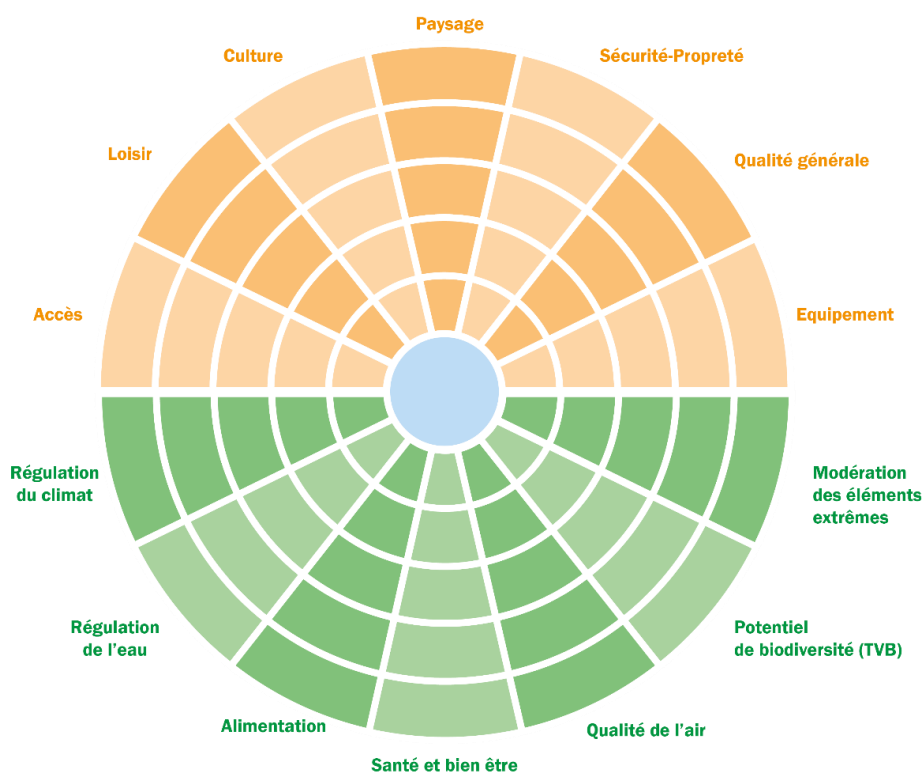 Paysage
Culture
Sécurité-Propreté
Loisir
Qualité générale
Accès
Equipement
Régulation
du climat
Modération
des éléments
extrêmes
Régulation
de l'eau
Potentiel
de biodiversité (TVB)
Alimentation
Qualité de l'air
Santé et bien être